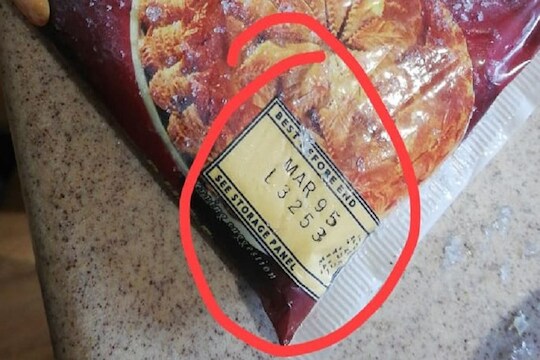 BEST BEFORE END
MAR 95
L3253
SEE STORAGE PANEL